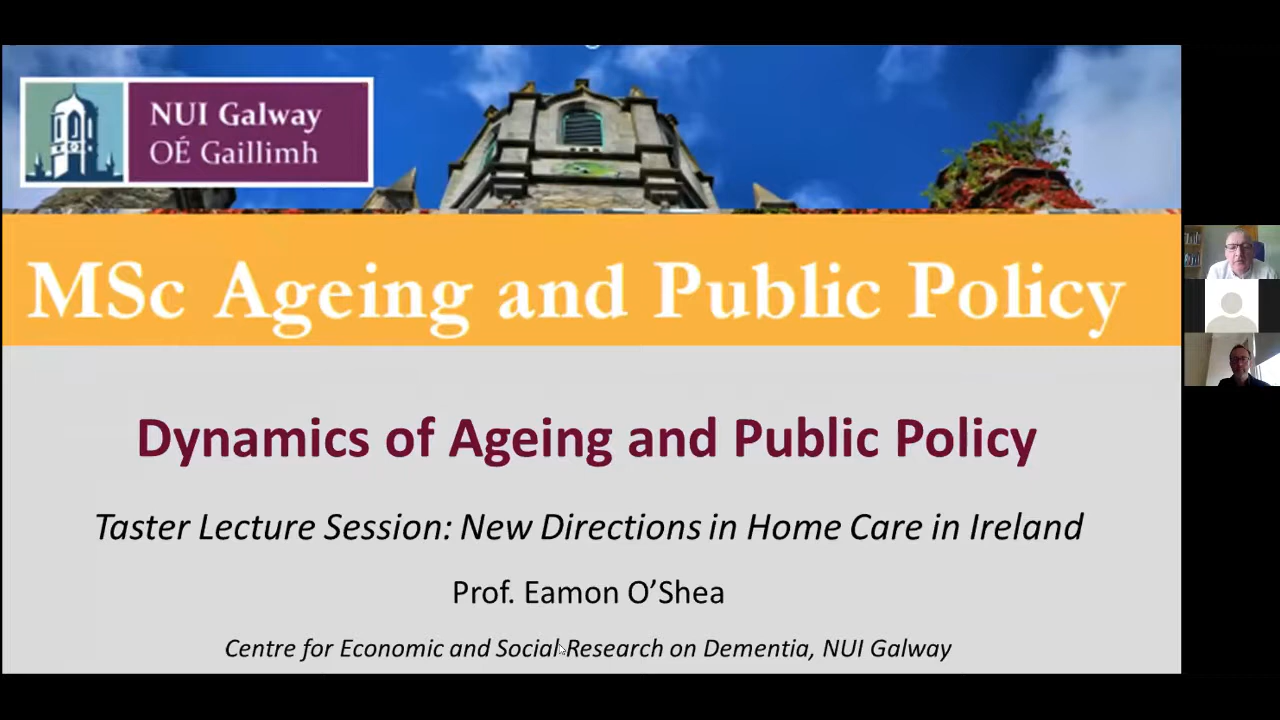 NUI Galway
OÉ Gaillimh
MSc Ageing and Public Policy
Dynamics of Ageing and Public Policy
Taster Lecture Session: New Directions in Home Care in Ireland
Prof. Eamon O’Shea
Centre for Economic and Social Research on Dementia, NUI Galway